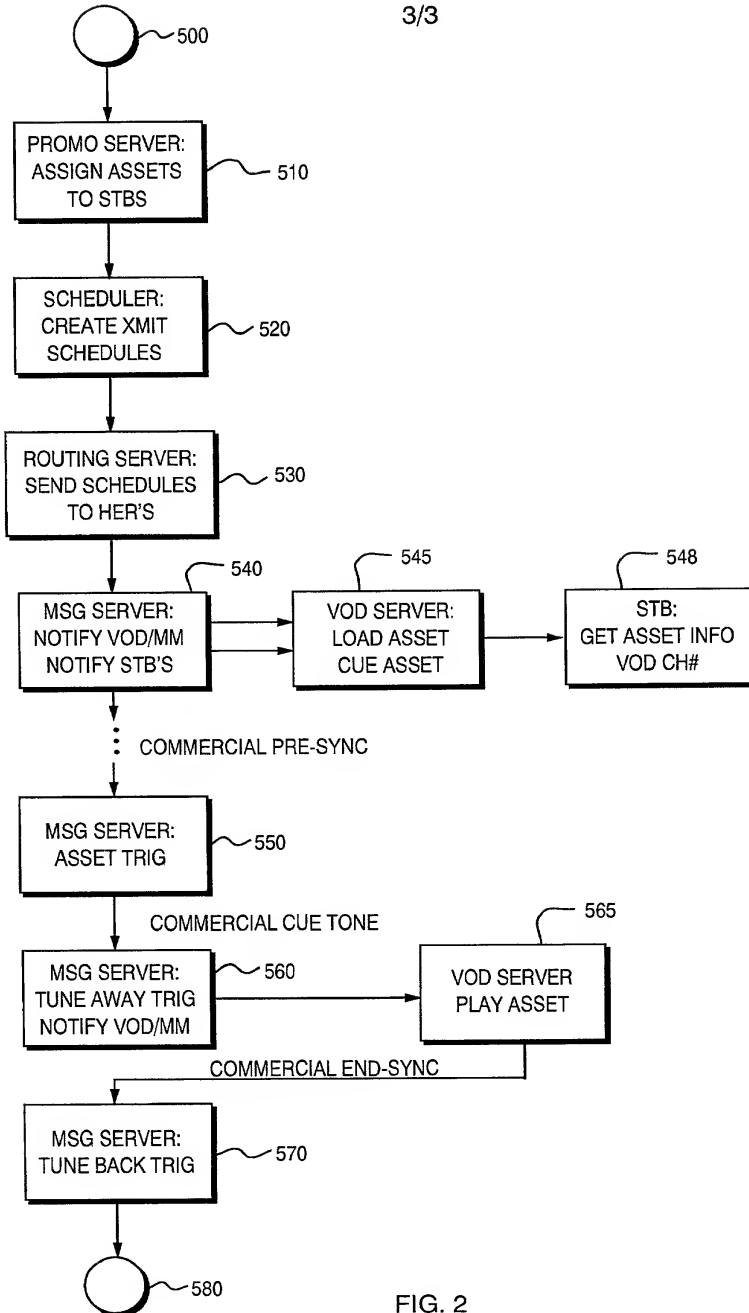 3/3
500
PROMO SERVER:
ASSIGN ASSETS
TO STBS
510
SCHEDULER:
CREATE XMIT
SCHEDULES
520
ROUTING SERVER:
SEND SCHEDULES
TO HER'S
530
540
MSG SERVER:
NOTIFY VOD/MM
NOTIFY STB'S
545
VOD SERVER:
LOAD ASSET
CUE ASSET
548
STB:
GET ASSET INFO
VOD CH#
COMMERCIAL PRE-SYNC
MSG SERVER:
ASSET TRIG
550
COMMERCIAL CUE TONE
560
MSG SERVER:
TUNE AWAY TRIG
NOTIFY VOD/MM
565
VOD SERVER
PLAY ASSET
COMMERCIAL END-SYNC
MSG SERVER:
TUNE BACK TRIG
570
580
FIG. 2